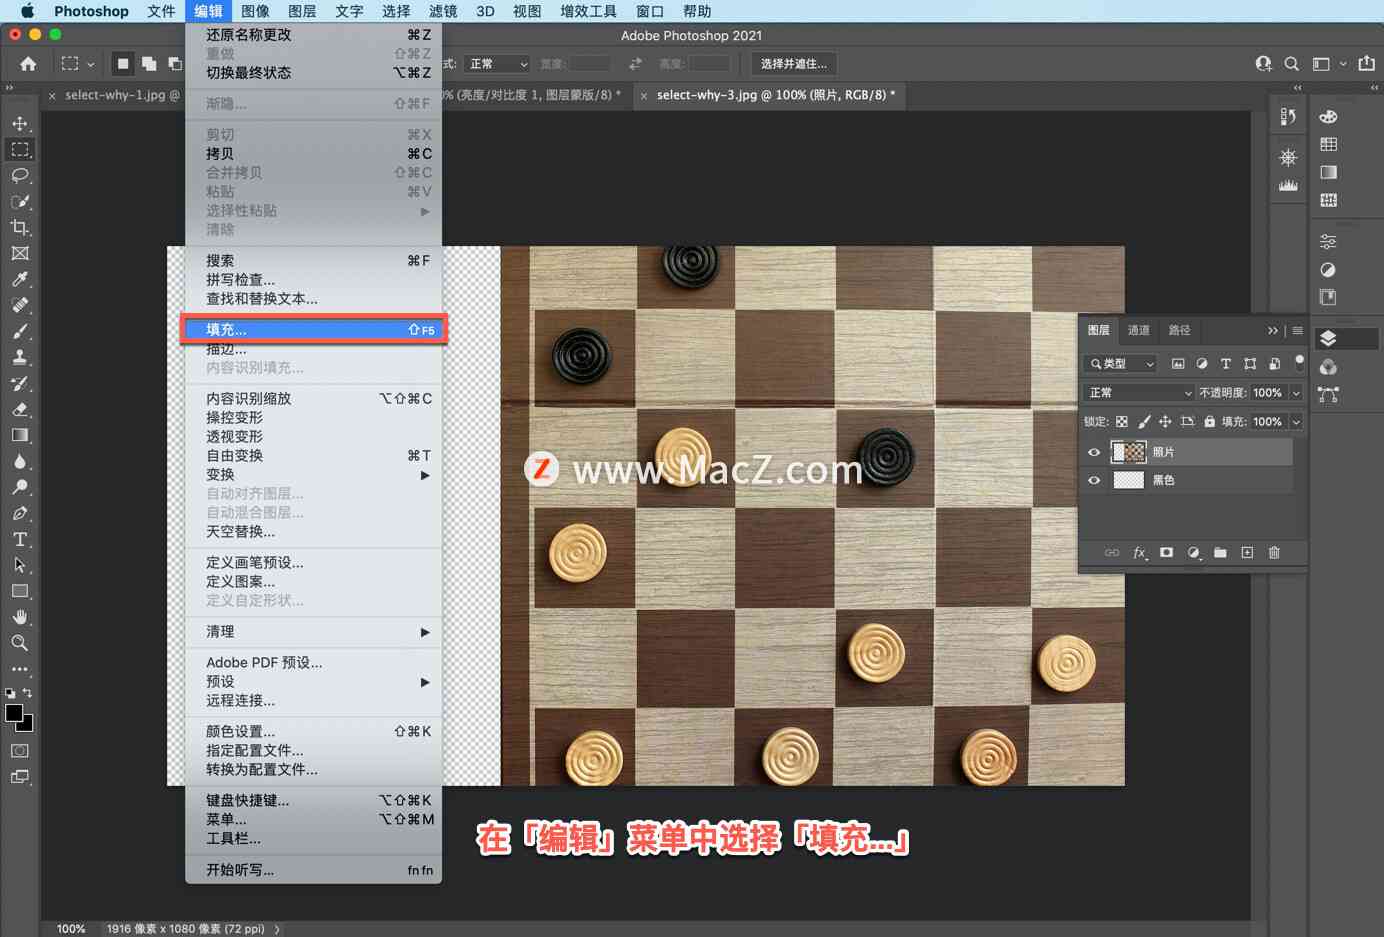 Photoshop 文件 编辑 图像 图层 文字 选择 滤镜 3D 视图 增效工具 窗口 帮助
Adobe Photoshop 2021
式: 正常 宽度: 高度: 选择并遮住...
select-why-1.jpg @
0% (亮度/对比度 1, 图层蒙版/8) *
select-why-3.jpg @ 100% (照片, RGB/8) *
还原名称更改 ⌘Z
重做 ⇧⌘Z
切换最终状态 ⌥⌘Z
渐隐... ⇧⌘F
剪切 ⌘X
拷贝 ⌘C
合并拷贝 ⇧⌘C
粘贴 ⌘V
选择性粘贴 ▶
清除
搜索 ⌘F
拼写检查...
查找和替换文本...
填充... ⇧F5
描边...
内容识别填充...
内容识别缩放 ⌥⇧⌘C
操控变形
透视变形
自由变换 ⌘T
变换 ▶
自动对齐图层...
自动混合图层...
天空替换...
定义画笔预设...
定义图案...
定义自定形状...
清理 ▶
Adobe PDF 预设...
预设 ▶
远程连接...
颜色设置... ⇧⌘K
指定配置文件...
转换为配置文件...
键盘快捷键... ⌥⇧⌘K
菜单... ⌥⇧⌘M
工具栏...
开始听写... fn fn
Z www.MacZ.com
图层 通道 路径
类型
正常 不透明度: 100%
锁定: 填充: 100%
照片
黑色
fx
在「编辑」菜单中选择「填充...」
100% 1916 像素 x 1080 像素 (72 ppi)